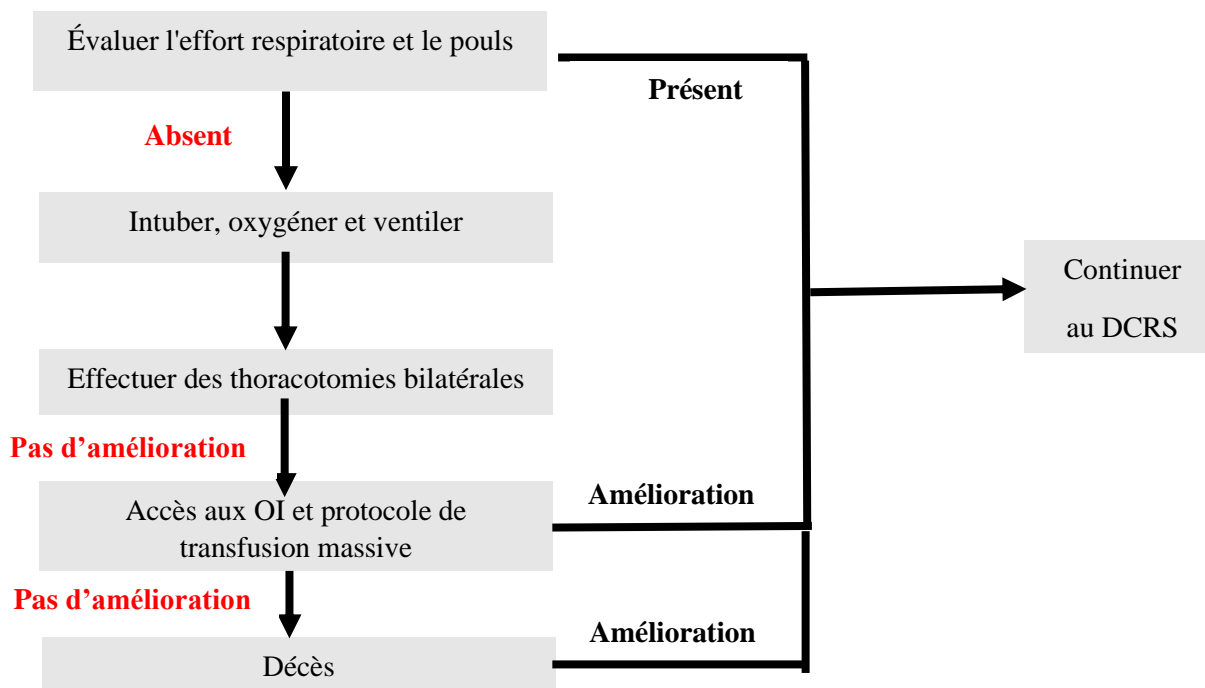 Évaluer l'effort respiratoire et le pouls
Présent
Absent
Intuber, oxygéner et ventiler
Continuer
au DCRS
Effectuer des thoracotomies bilatérales
Pas d’amélioration
Accès aux OI et protocole de
transfusion massive
Amélioration
Pas d’amélioration
Amélioration
Décès